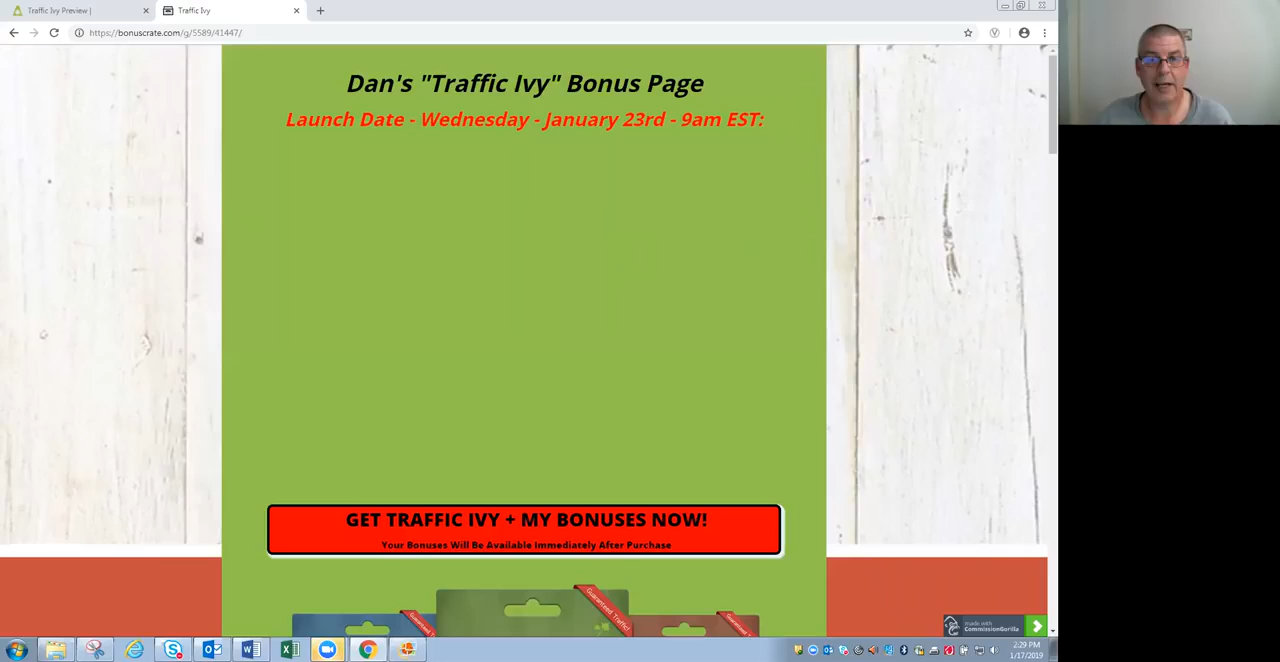 Traffic Ivy Preview |
Traffic Ivy
https://bonuscrate.com/g/5589/41447/
Dan's "Traffic Ivy" Bonus Page
Launch Date - Wednesday - January 23rd - 9am EST:
GET TRAFFIC IVY + MY BONUSES NOW!
Your Bonuses Will Be Available Immediately After Purchase
Guaranteed Traffic!
made with
CommissionGorilla
2:29 PM
1/17/2019